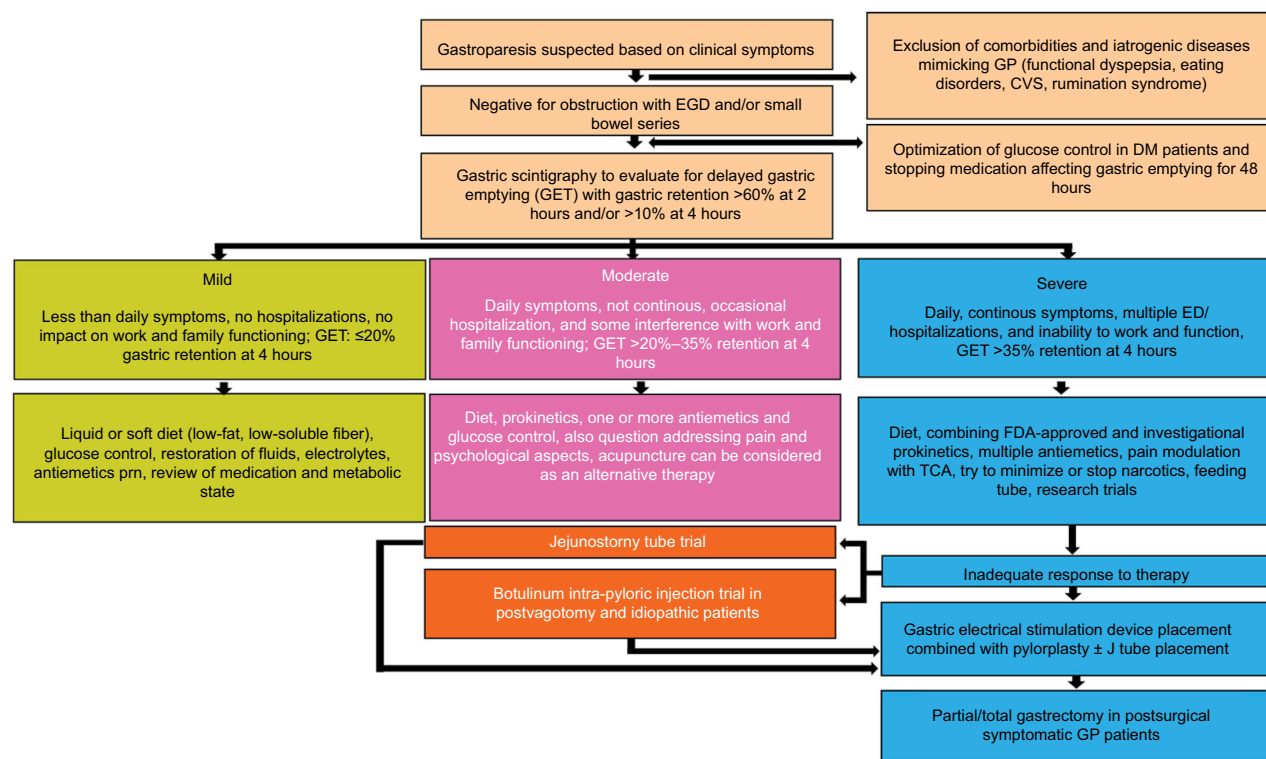 Gastroparesis suspected based on clinical symptoms
Exclusion of comorbidities and iatrogenic diseases
mimicking GP (functional dyspepsia, eating
disorders, CVS, rumination syndrome)
Negative for obstruction with EGD and/or small
bowel series
Optimization of glucose control in DM patients and
stopping medication affecting gastric emptying for 48
hours
Gastric scintigraphy to evaluate for delayed gastric
emptying (GET) with gastric retention >60% at 2
hours and/or >10% at 4 hours
Mild
Less than daily symptoms, no hospitalizations, no
impact on work and family functioning; GET: ≤20%
gastric retention at 4 hours
Moderate
Daily symptoms, not continous, occasional
hospitalization, and some interference with work and
family functioning; GET >20%–35% retention at 4
hours
Severe
Daily, continous symptoms, multiple ED/
hospitalizations, and inability to work and function,
GET >35% retention at 4 hours
Liquid or soft diet (low-fat, low-soluble fiber),
glucose control, restoration of fluids, electrolytes,
antiemetics prn, review of medication and metabolic
state
Diet, prokinetics, one or more antiemetics and
glucose control, also question addressing pain and
psychological aspects, acupuncture can be considered
as an alternative therapy
Diet, combining FDA-approved and investigational
prokinetics, multiple antiemetics, pain modulation
with TCA, try to minimize or stop narcotics, feeding
tube, research trials
Jejunostorny tube trial
Inadequate response to therapy
Botulinum intra-pyloric injection trial in
postvagotomy and idiopathic patients
Gastric electrical stimulation device placement
combined with pylorplasty ± J tube placement
Partial/total gastrectomy in postsurgical
symptomatic GP patients